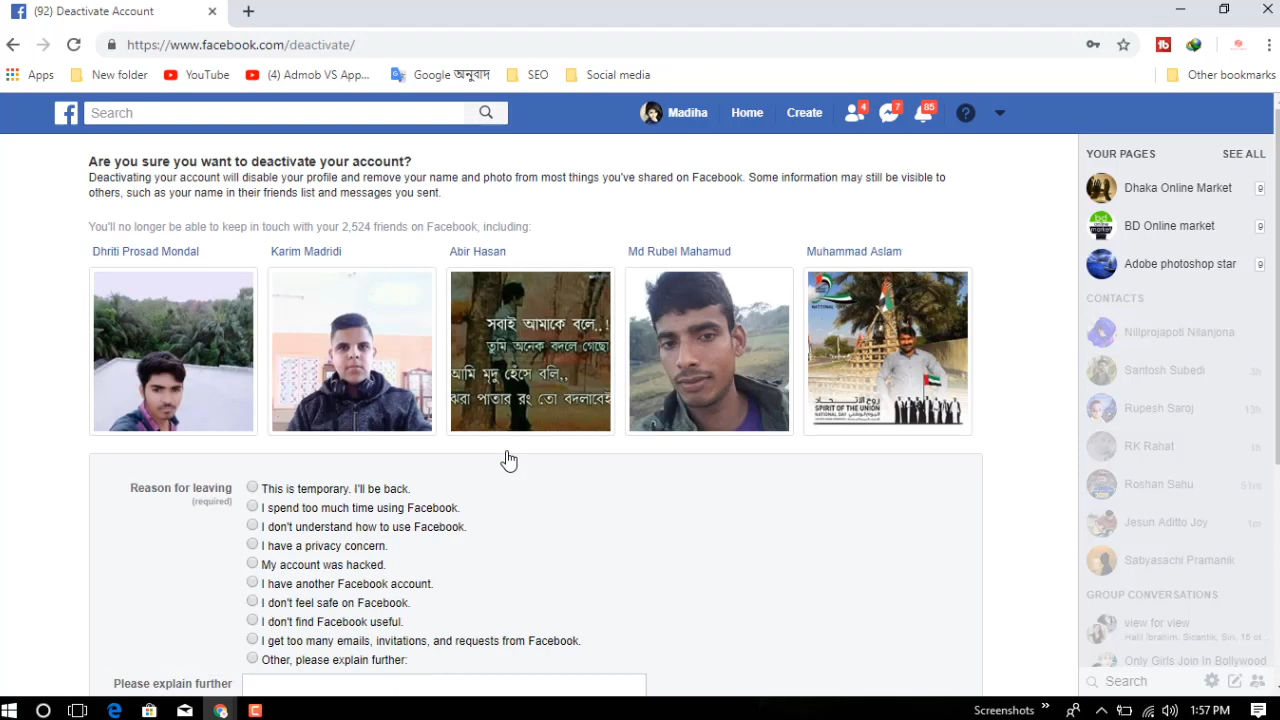 (92) Deactivate Account
https://www.facebook.com/deactivate/
Apps
New folder
YouTube
(4) Admob VS App...
Google অনুবাদ
SEO
Social media
Other bookmarks
Search
Madiha
Home
Create
4
7
85
Are you sure you want to deactivate your account?
Deactivating your account will disable your profile and remove your name and photo from most things you've shared on Facebook. Some information may still be visible to
others, such as your name in their friends list and messages you sent.
You'll no longer be able to keep in touch with your 2,524 friends on Facebook, including:
Dhriti Prosad Mondal
Karim Madridi
Abir Hasan
Md Rubel Mahamud
Muhammad Aslam
সবাই আমাকে বলে..!
তুমি অনেক বদলে গেছো
আমি মৃদু হেঁসে বলি,,
ঝরা পাতার রং তো বদলাবেই
SPIRIT OF THE UNION
NATIONAL DAY
Reason for leaving
(required)
This is temporary. I'll be back.
I spend too much time using Facebook.
I don't understand how to use Facebook.
I have a privacy concern.
My account was hacked.
I have another Facebook account.
I don't feel safe on Facebook.
I don't find Facebook useful.
I get too many emails, invitations, and requests from Facebook.
Other, please explain further:
Please explain further
YOUR PAGES
SEE ALL
Dhaka Online Market
9
BD Online market
9
Adobe photoshop star
9
CONTACTS
Nillprojapoti Nilanjona
Santosh Subedi
3h
Rupesh Saroj
13h
RK Rahat
1h
Roshan Sahu
51m
Jesun Aditto Joy
1m
Sabyasachi Pramanik
GROUP CONVERSATIONS
view for view
Only Girls Join In Bollywood
Search
Screenshots
1:57 PM